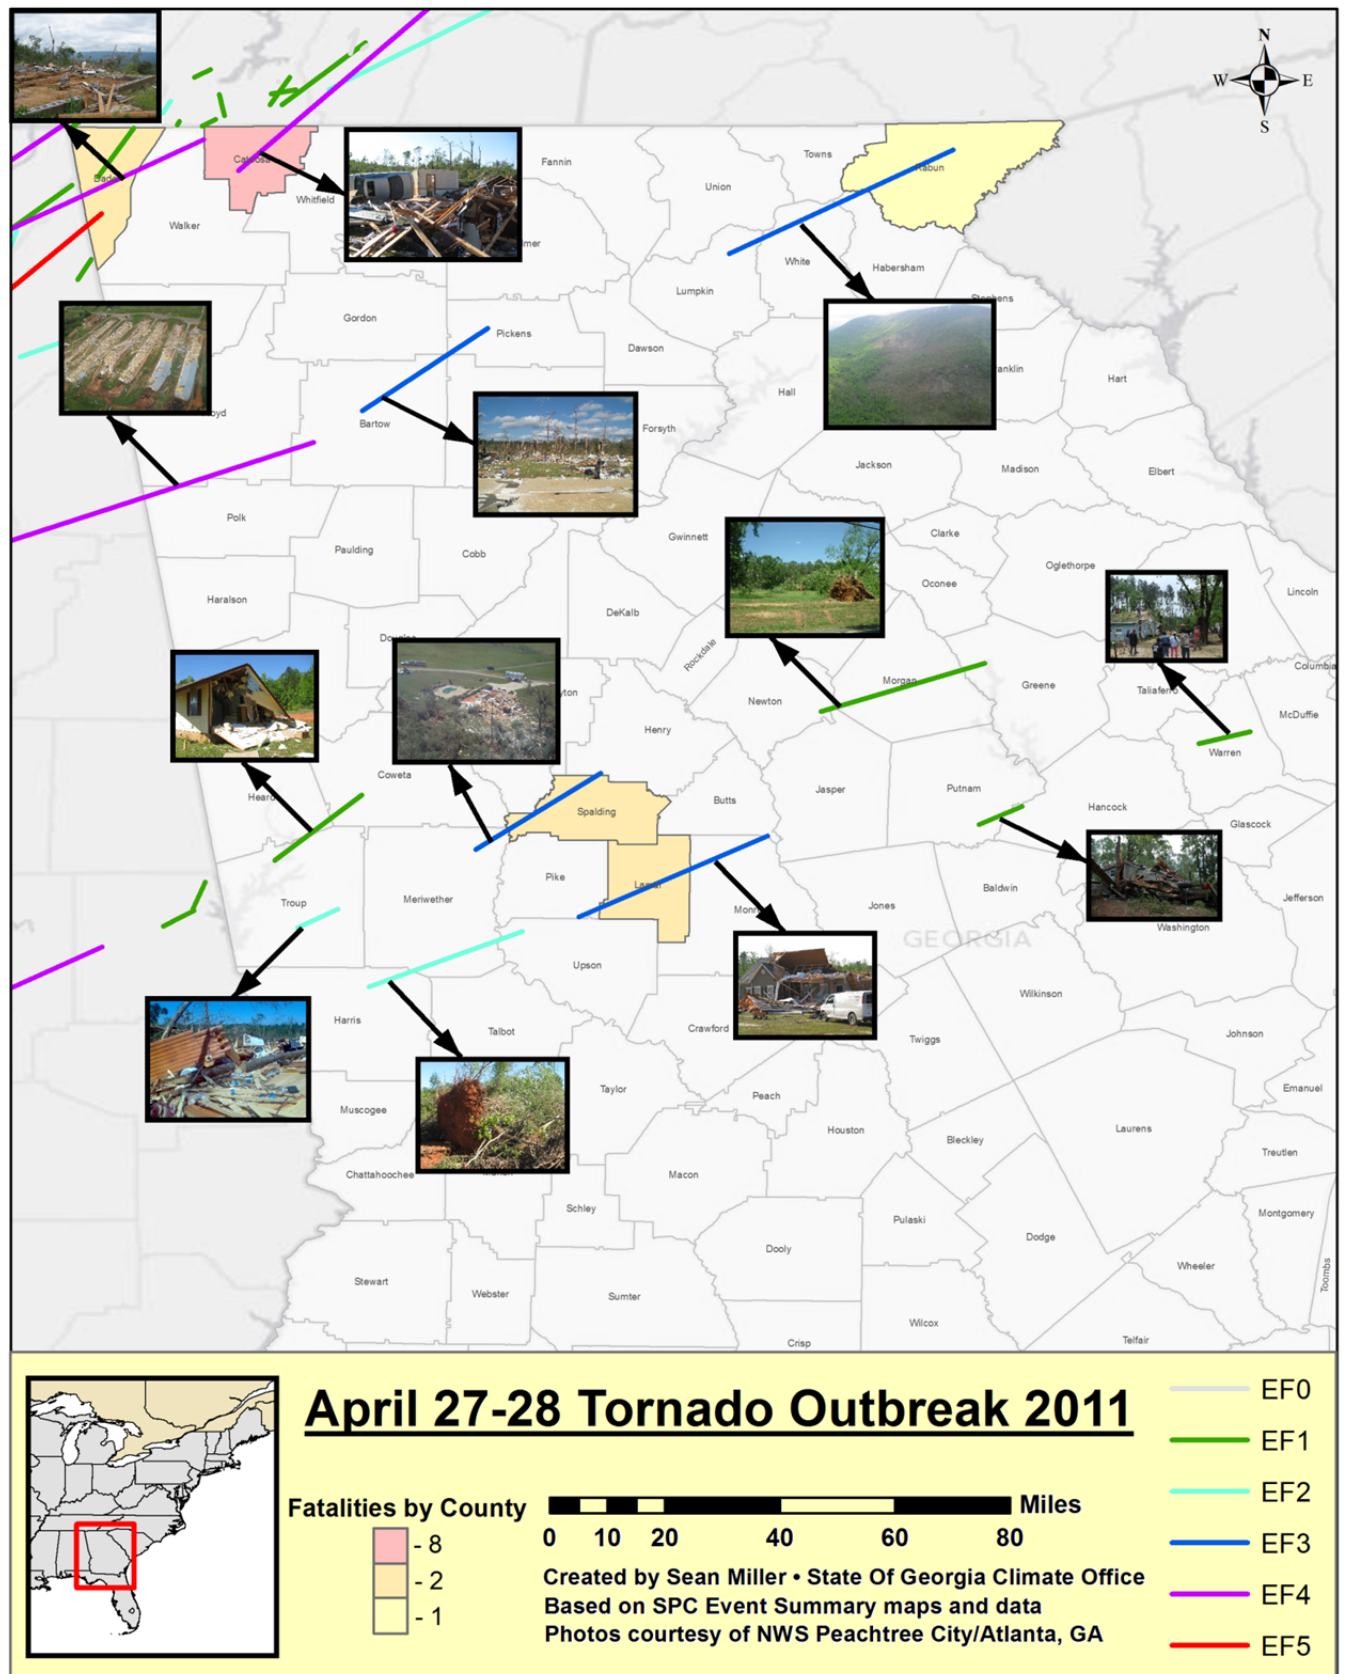 N
W E
S
Fannin
Towns
Rabun
Union
Whitfield
Walker
White
Habersham
Lumpkin
Gordon
Pickens
Dawson
Hall
Hart
Bartow
Forsyth
Jackson
Madison
Elbert
Polk
Gwinnett
Clarke
Paulding
Cobb
Oglethorpe
Oconee
Haralson
Lincoln
DeKalb
Rockdale
Columbia
Morgan
Greene
Newton
McDuffie
Henry
Warren
Coweta
Jasper
Putnam
Butts
Hancock
Spalding
Glascock
Pike
Baldwin
Troup
Meriwether
Jones
Jefferson
Washington
GEORGIA
Upson
Wilkinson
Harris
Talbot
Crawford
Twiggs
Johnson
Taylor
Peach
Emanuel
Muscogee
Houston
Laurens
Bleckley
Treutlen
Chattahoochee
Macon
Schley
Pulaski
Montgomery
Dooly
Dodge
Wheeler
Toombs
Stewart
Webster
Sumter
Wilcox
Crisp
Telfair
April 27-28 Tornado Outbreak 2011
Fatalities by County
- 8
- 2
- 1
Miles
0 10 20 40 60 80
Created by Sean Miller • State Of Georgia Climate Office
Based on SPC Event Summary maps and data
Photos courtesy of NWS Peachtree City/Atlanta, GA
EF0
EF1
EF2
EF3
EF4
EF5